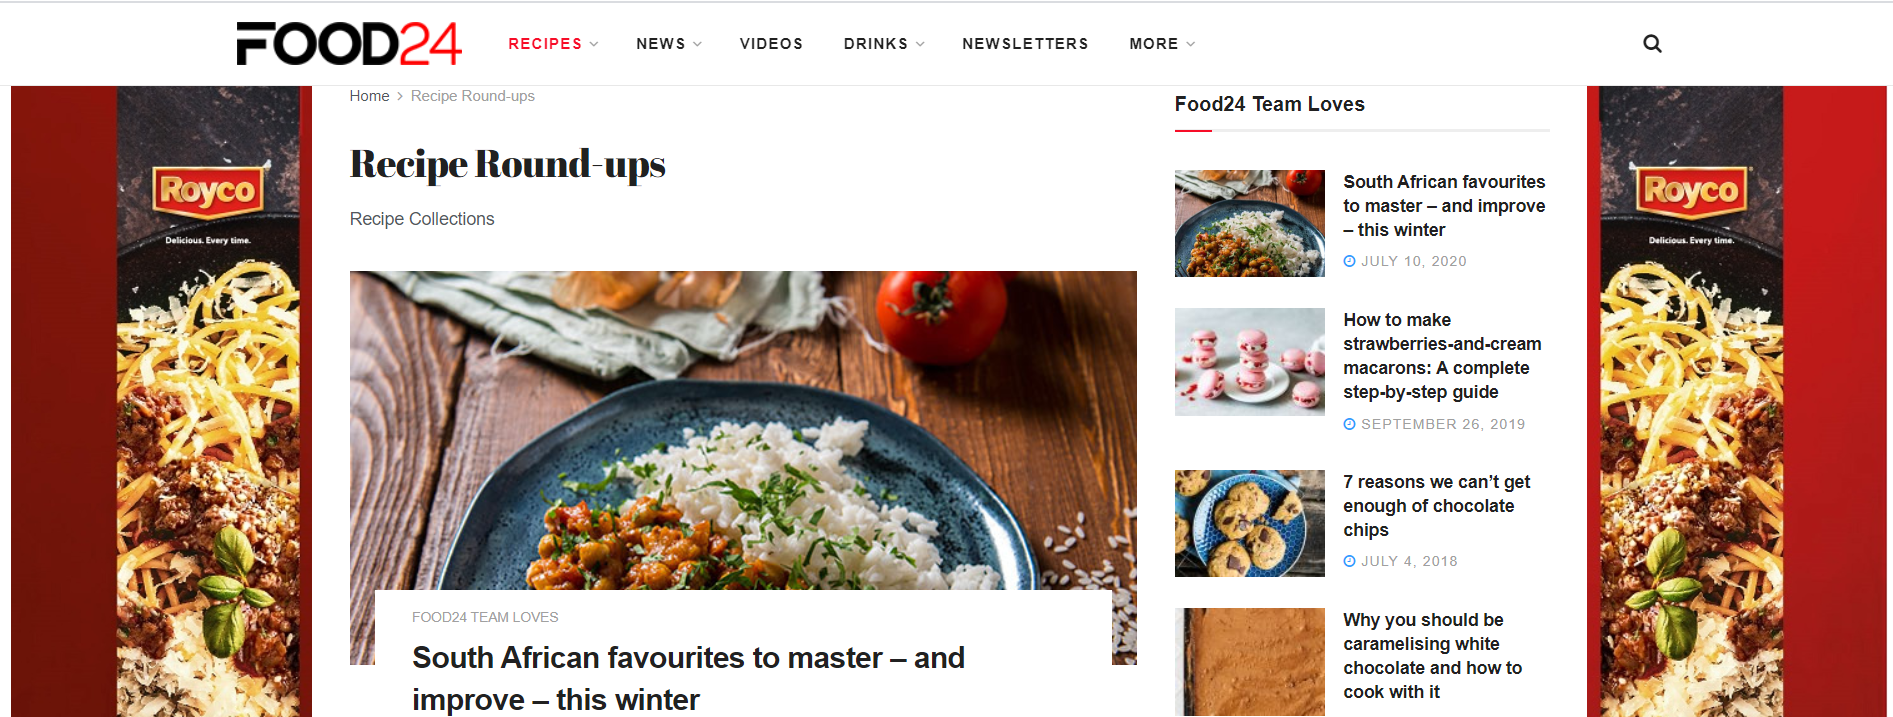 FOOD24
RECIPES
NEWS
VIDEOS
DRINKS
NEWSLETTERS
MORE
Royco
Delicious. Every time.
Home > Recipe Round-ups
Recipe Round-ups
Recipe Collections
FOOD24 TEAM LOVES
South African favourites to master – and
improve – this winter
Food24 Team Loves
South African favourites
to master – and improve
– this winter
JULY 10, 2020
How to make
strawberries-and-cream
macarons: A complete
step-by-step guide
SEPTEMBER 26, 2019
7 reasons we can’t get
enough of chocolate
chips
JULY 4, 2018
Why you should be
caramelising white
chocolate and how to
cook with it
Royco
Delicious. Every time.